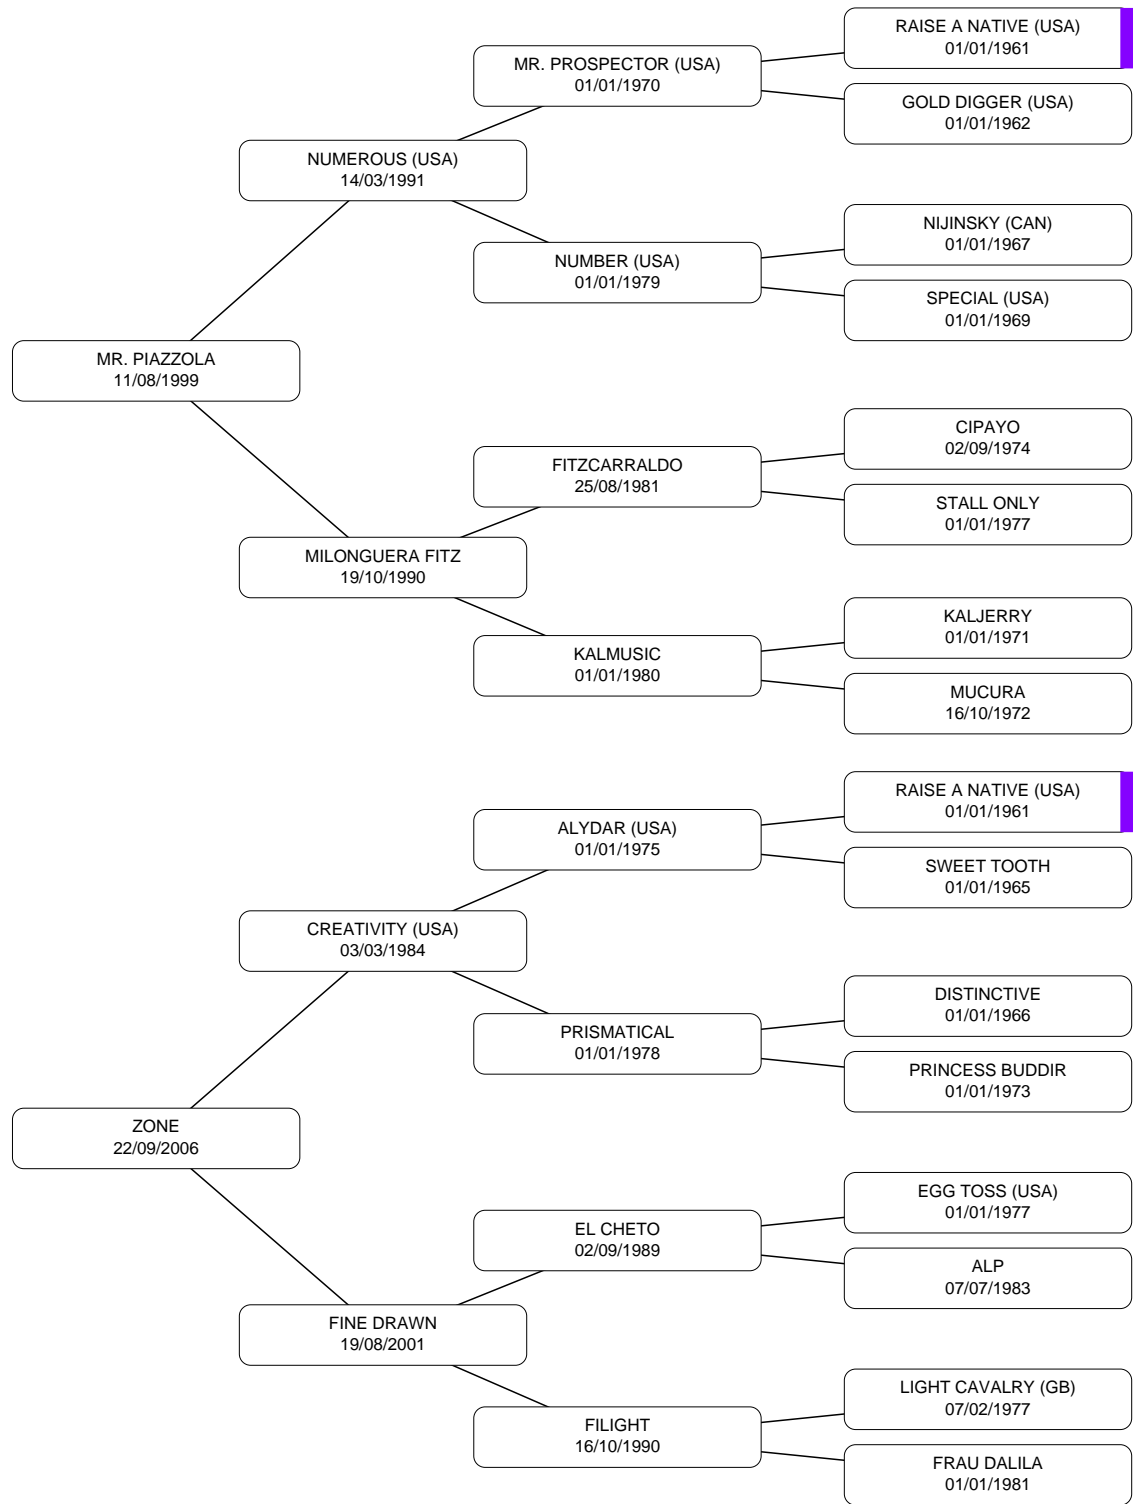 RAISE A NATIVE (USA)
01/01/1961
MR. PROSPECTOR (USA)
01/01/1970
GOLD DIGGER (USA)
01/01/1962
NUMEROUS (USA)
14/03/1991
NIJINSKY (CAN)
01/01/1967
NUMBER (USA)
01/01/1979
SPECIAL (USA)
01/01/1969
MR. PIAZZOLA
11/08/1999
CIPAYO
02/09/1974
FITZCARRALDO
25/08/1981
STALL ONLY
01/01/1977
MILONGUERA FITZ
19/10/1990
KALJERRY
01/01/1971
KALMUSIC
01/01/1980
MUCURA
16/10/1972
RAISE A NATIVE (USA)
01/01/1961
ALYDAR (USA)
01/01/1975
SWEET TOOTH
01/01/1965
CREATIVITY (USA)
03/03/1984
DISTINCTIVE
01/01/1966
PRISMATICAL
01/01/1978
PRINCESS BUDDIR
01/01/1973
ZONE
22/09/2006
EGG TOSS (USA)
01/01/1977
EL CHETO
02/09/1989
ALP
07/07/1983
FINE DRAWN
19/08/2001
LIGHT CAVALRY (GB)
07/02/1977
FILIGHT
16/10/1990
FRAU DALILA
01/01/1981